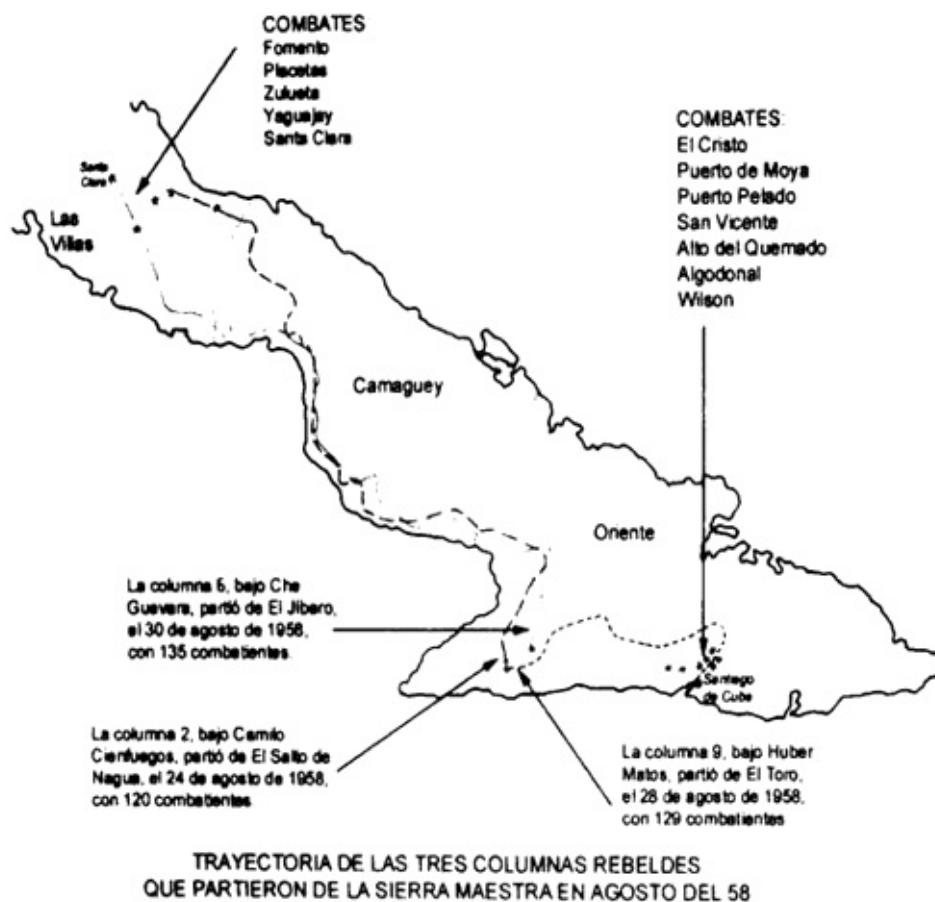 COMBATES
Fomento
Placetas
Zulueta
Yaguajay
Santa Clara
COMBATES:
El Cristo
Puerto de Moya
Puerto Pelado
San Vicente
Alto del Quemado
Algodonal
Wilson
Santa
Clara
Las
Villas
Camaguey
Oriente
La columna 6, bajo Che
Guevara, partió de El Jíbero,
el 30 de agosto de 1958,
con 135 combatientes.
Santiago
de Cuba
La columna 2, bajo Camilo
Cienfuegos, partió de El Salto de
Nagua, el 24 de agosto de 1958,
con 120 combatientes
La columna 9, bajo Huber
Matos, partió de El Toro,
el 28 de agosto de 1958,
con 129 combatientes
TRAYECTORIA DE LAS TRES COLUMNAS REBELDES
QUE PARTIERON DE LA SIERRA MAESTRA EN AGOSTO DEL 58